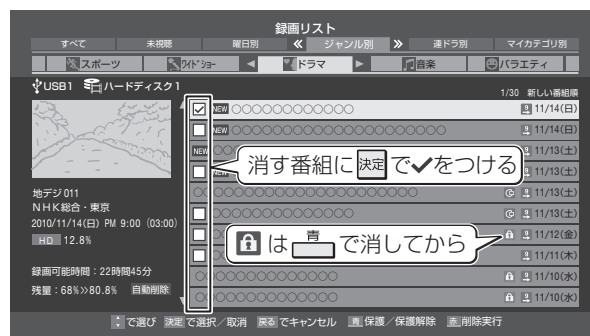 録画リスト
すべて 未視聴 曜日別 ≪ ジャンル別 ≫ 連ドラ別 マイカテゴリ別
スポーツ ワイドショー ◀ ドラマ ▶ 音楽 バラエティ
USB1 ハードディスク1
1/30 新しい番組順
✓ NEW ○○○○○○○○○○○○ 11/14(日)
NEW ○○○○○○○○○○○○○○○○○○○○○ 11/14(日)
NEW 11/13(土)
11/13(土)
消す番組に 決定 で✓をつける
○○○○○○○○○○○○○○○○○○○○○○ 11/13(土)
○○○○○○○○○○○○ 11/13(土)
11/12(金)
は 青 で消してから
11/11(木)
○○○○○○○○○○○○○ 11/10(水)
○○○○○○○○○○○○○ 11/10(水)
地デジ 011
NHK総合・東京
2010/11/14(日) PM 9:00 (03:00)
HD 12.8%
録画可能時間:22時間45分
残量:68%≫80.8% 自動削除
で選び 決定 で選択/取消 戻る でキャンセル 青 保護/保護解除 赤 削除実行